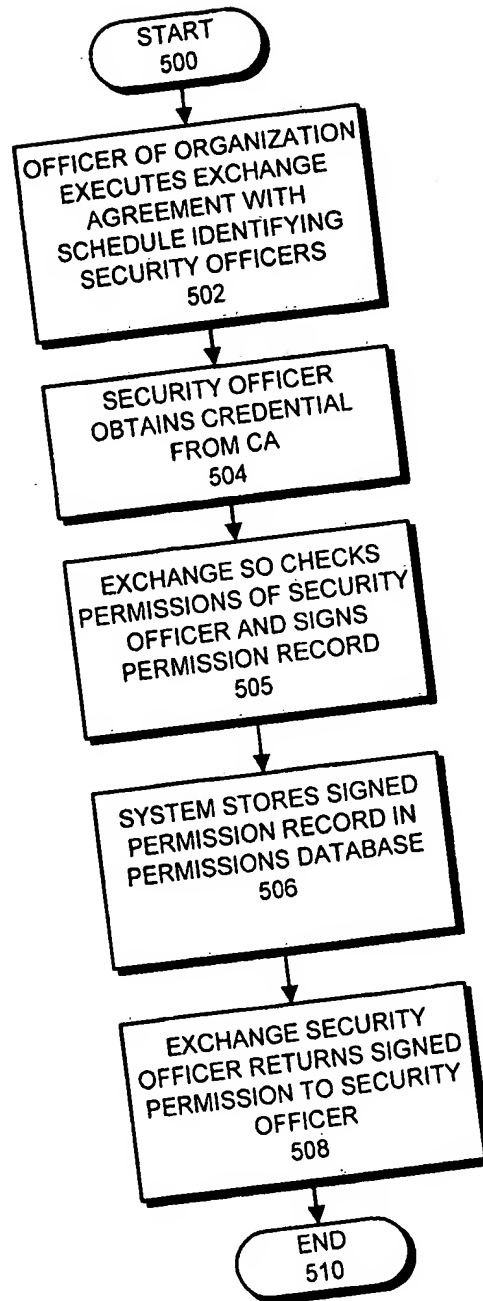 START
500
OFFICER OF ORGANIZATION
EXECUTES EXCHANGE
AGREEMENT WITH
SCHEDULE IDENTIFYING
SECURITY OFFICERS
502
SECURITY OFFICER
OBTAINS CREDENTIAL
FROM CA
504
EXCHANGE SO CHECKS
PERMISSIONS OF SECURITY
OFFICER AND SIGNS
PERMISSION RECORD
505
SYSTEM STORES SIGNED
PERMISSION RECORD IN
PERMISSIONS DATABASE
506
EXCHANGE SECURITY
OFFICER RETURNS SIGNED
PERMISSION TO SECURITY
OFFICER
508
END
510